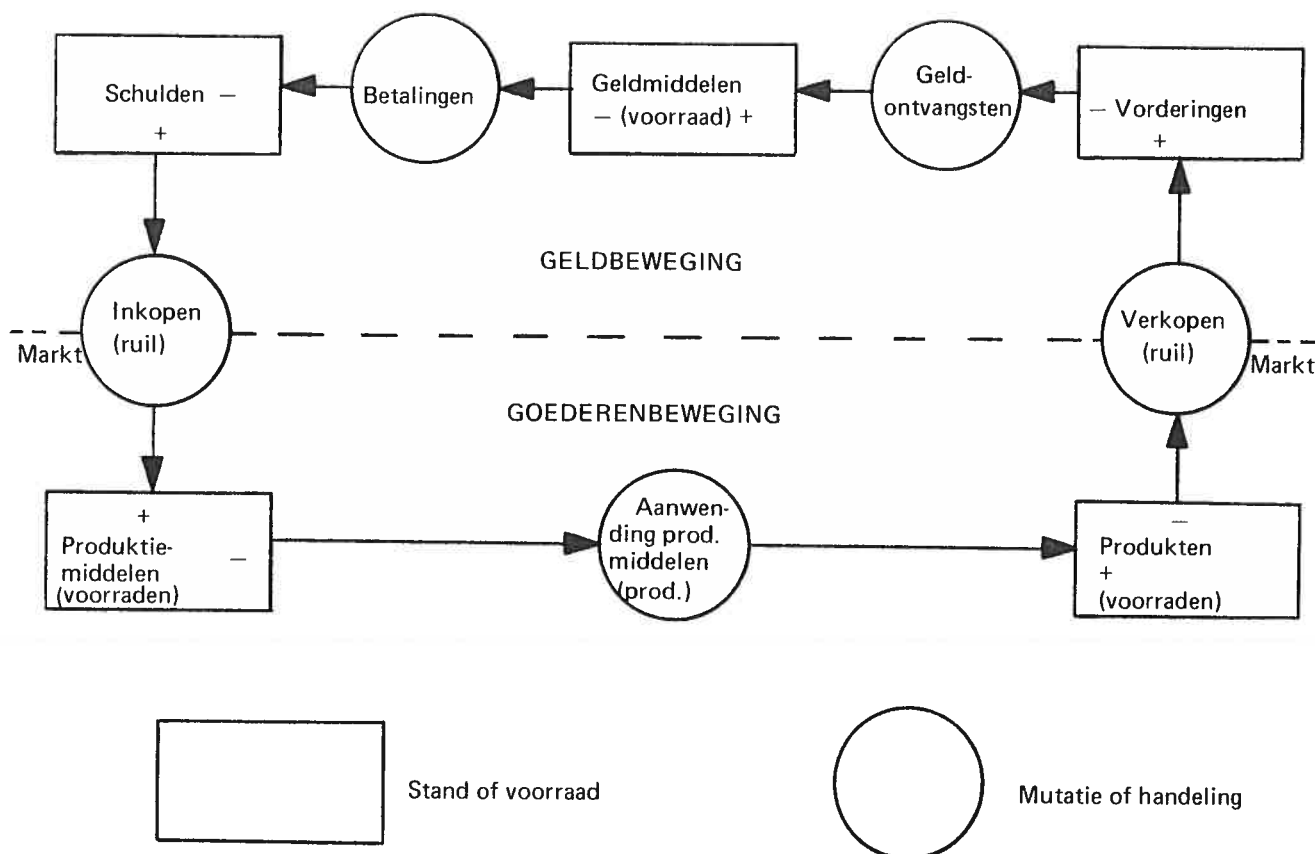 Schulden −
+
Betalingen
Geldmiddelen
− (voorraad) +
Geld-
ontvangsten
− Vorderingen
+
GELDBEWEGING
Inkopen
(ruil)
Markt
Verkopen
(ruil)
Markt
GOEDERENBEWEGING
+
Produktie-
middelen −
(voorraden)
Aanwen-
ding prod.
middelen
(prod.)
−
Produkten
+
(voorraden)
Stand of voorraad
Mutatie of handeling